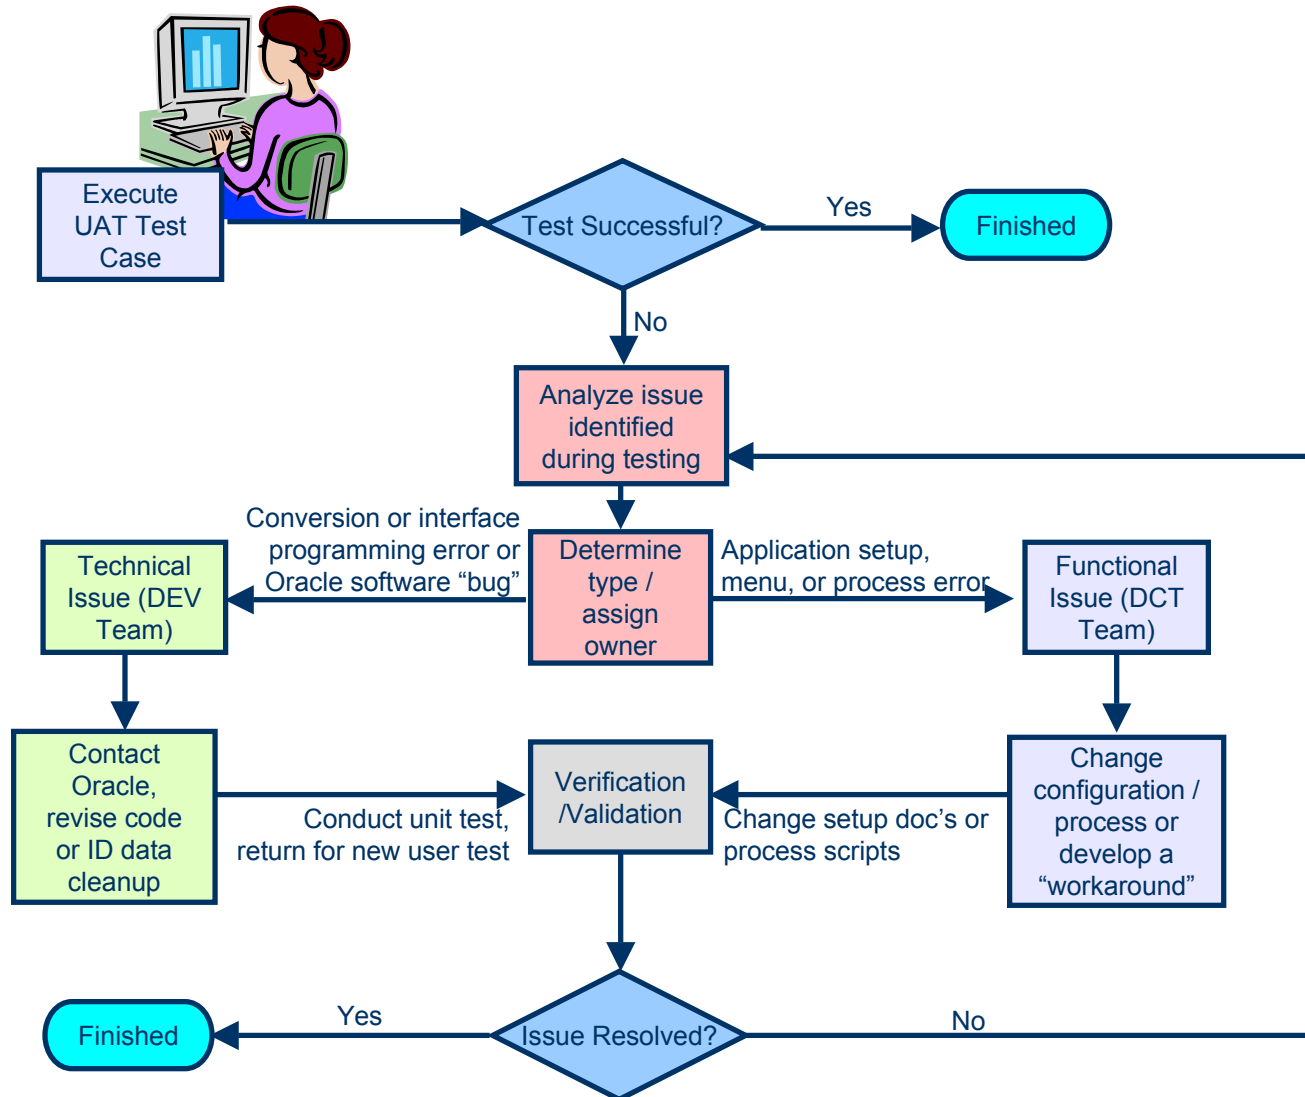 Execute
UAT Test
Case
Test Successful?
Yes
Finished
No
Analyze issue
identified
during testing
Conversion or interface
programming error or
Oracle software “bug”
Determine
type /
assign
owner
Application setup,
menu, or process error
Technical
Issue (DEV
Team)
Functional
Issue (DCT
Team)
Contact
Oracle,
revise code
or ID data
cleanup
Conduct unit test,
return for new user test
Verification
/Validation
Change setup doc’s or
process scripts
Change
configuration /
process or
develop a
“workaround”
Finished
Yes
Issue Resolved?
No